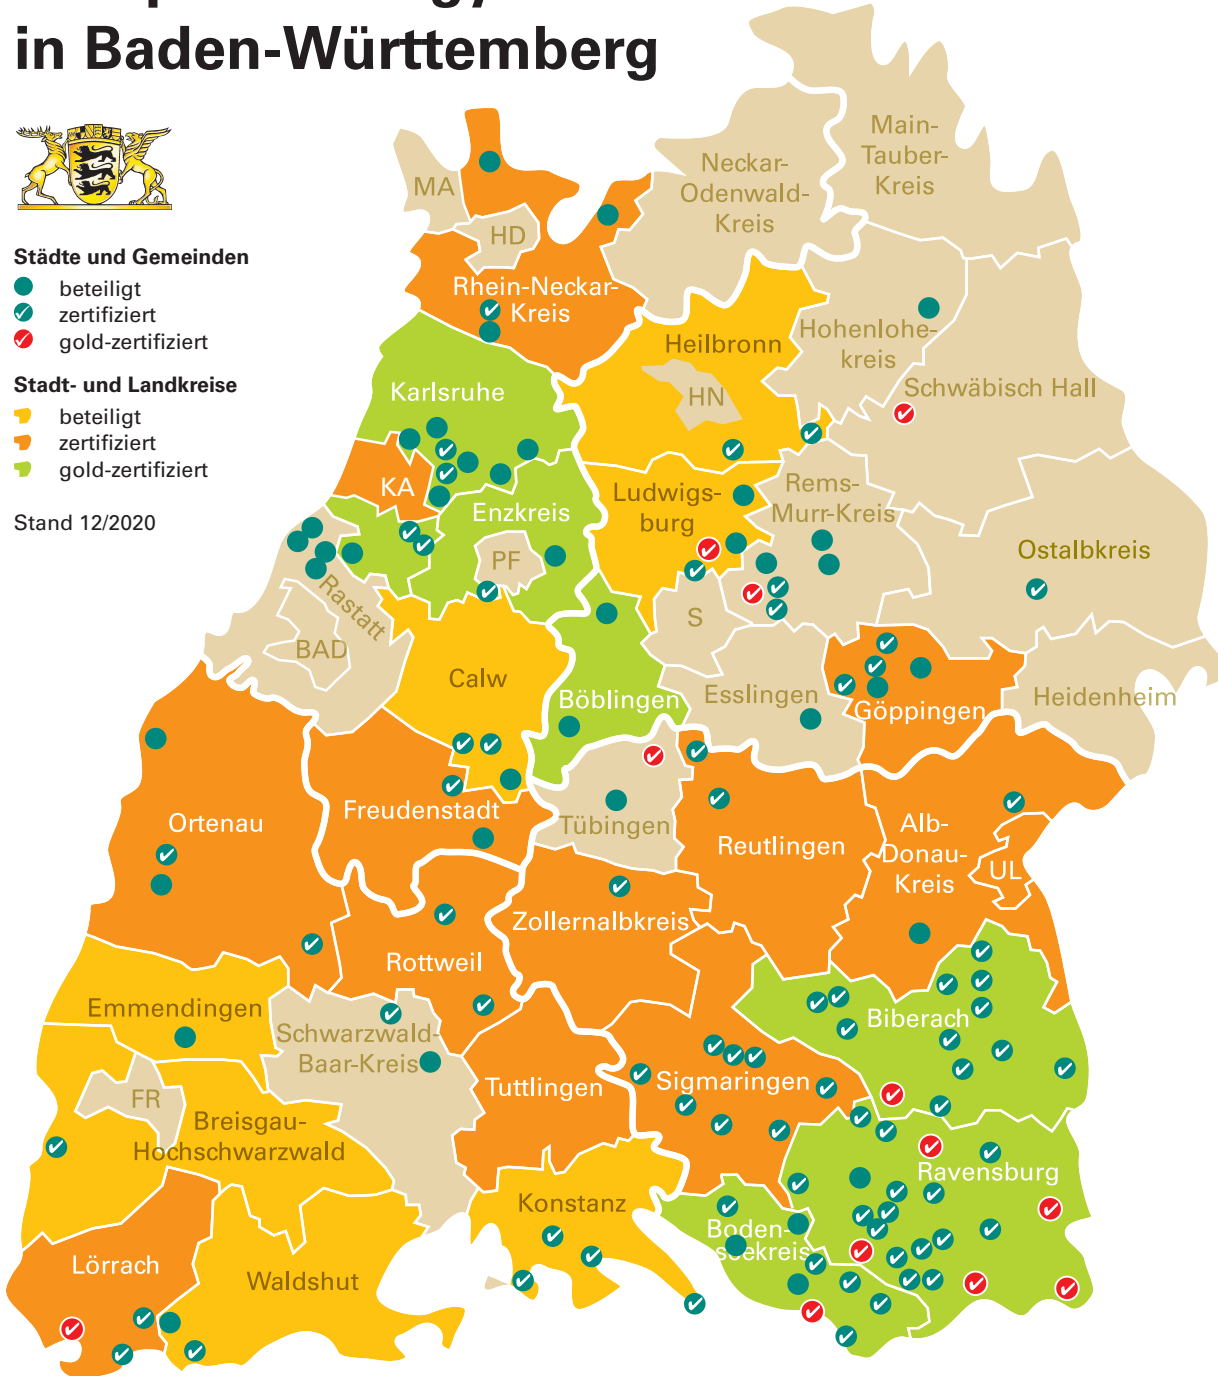 in Baden-Württemberg
Städte und Gemeinden
beteiligt
zertifiziert
gold-zertifiziert
Stadt- und Landkreise
beteiligt
zertifiziert
gold-zertifiziert
Stand 12/2020
Main-
Tauber-
Kreis
Neckar-
Odenwald-
Kreis
MA
HD
Rhein-Neckar-
Kreis
Heilbronn
HN
Hohenlohe-
kreis
Schwäbisch Hall
Karlsruhe
KA
Enzkreis
PF
Ludwigs-
burg
Rems-
Murr-Kreis
Ostalbkreis
Rastatt
BAD
S
Calw
Böblingen
Esslingen
Göppingen
Heidenheim
Ortenau
Freudenstadt
Tübingen
Reutlingen
Alb-
Donau-
Kreis
UL
Zollernalbkreis
Rottweil
Emmendingen
Schwarzwald-
Baar-Kreis
Biberach
Tuttlingen
Sigmaringen
FR
Breisgau-
Hochschwarzwald
Ravensburg
Konstanz
Boden-
seekreis
Lörrach
Waldshut